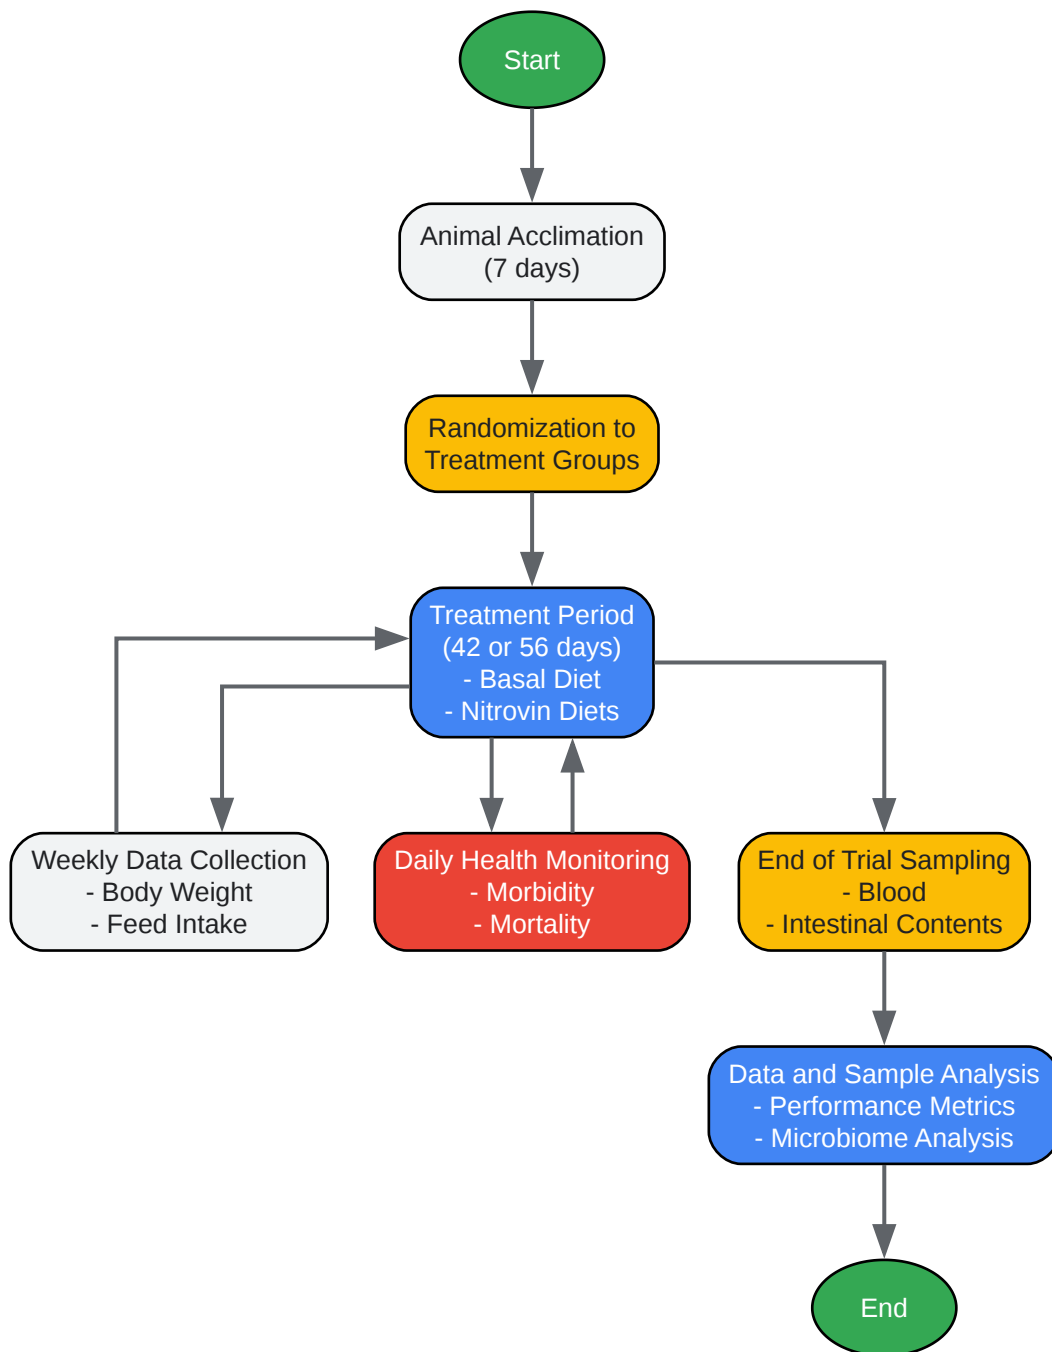 Start
Animal Acclimation
(7 days)
Randomization to
Treatment Groups
Treatment Period
(42 or 56 days)
- Basal Diet
- Nitrovin Diets
Weekly Data Collection
- Body Weight
- Feed Intake
Daily Health Monitoring
- Morbidity
- Mortality
End of Trial Sampling
- Blood
- Intestinal Contents
Data and Sample Analysis
- Performance Metrics
- Microbiome Analysis
End